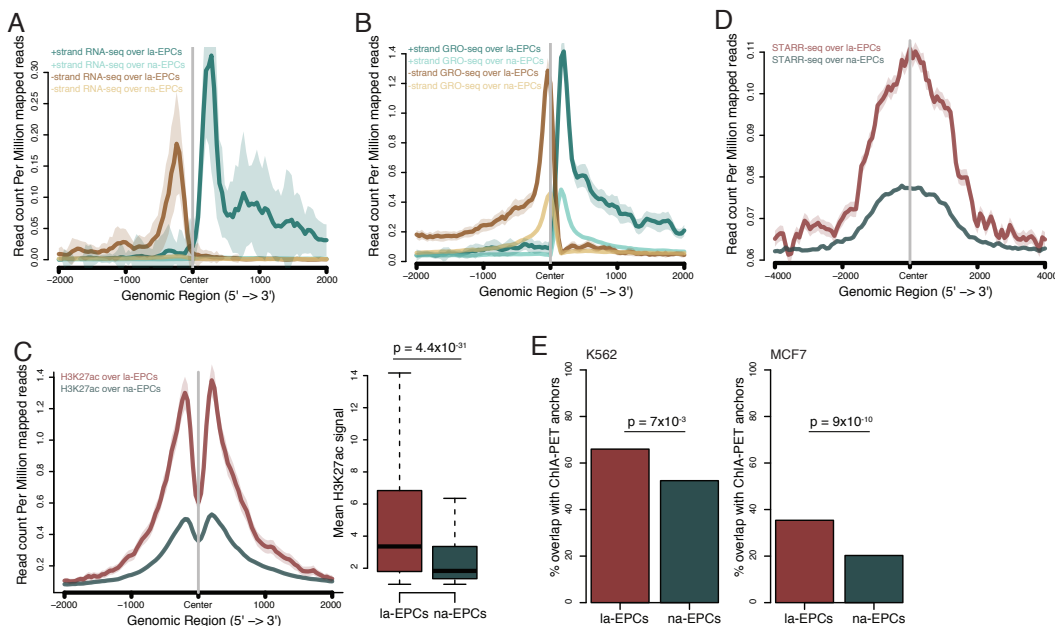 A
+strand RNA-seq over la-EPCs
+strand RNA-seq over na-EPCs
-strand RNA-seq over la-EPCs
-strand RNA-seq over na-EPCs
Read count Per Million mapped reads
0.00
0.05
0.10
0.15
0.20
0.25
0.30
−2000
−1000
Center
1000
2000
Genomic Region (5' −> 3')
B
+strand GRO-seq over la-EPCs
+strand GRO-seq over na-EPCs
-strand GRO-seq over la-EPCs
-strand GRO-seq over na-EPCs
Read count Per Million mapped reads
0.0
0.2
0.4
0.6
0.8
1.0
1.2
1.4
−2000
−1000
Center
1000
2000
Genomic Region (5' −> 3')
D
STARR-seq over la-EPCs
STARR-seq over na-EPCs
Read count Per Million mapped reads
0.06
0.07
0.08
0.09
0.10
0.11
−4000
−2000
0
2000
4000
Genomic Region (5' −> 3')
C
H3K27ac over la-EPCs
H3K27ac over na-EPCs
Read count Per Million mapped reads
0.2
0.4
0.6
0.8
1.0
1.2
1.4
−2000
−1000
Center
1000
2000
Genomic Region (5' −> 3')
p = 4.4x10-31
Mean H3K27ac signal
2
4
6
8
10
12
14
la-EPCs
na-EPCs
E
K562
p = 7x10-3
% overlap with ChIA-PET anchors
0
20
40
60
80
100
la-EPCs
na-EPCs
MCF7
p = 9x10-10
% overlap with ChIA-PET anchors
0
20
40
60
80
100
la-EPCs
na-EPCs